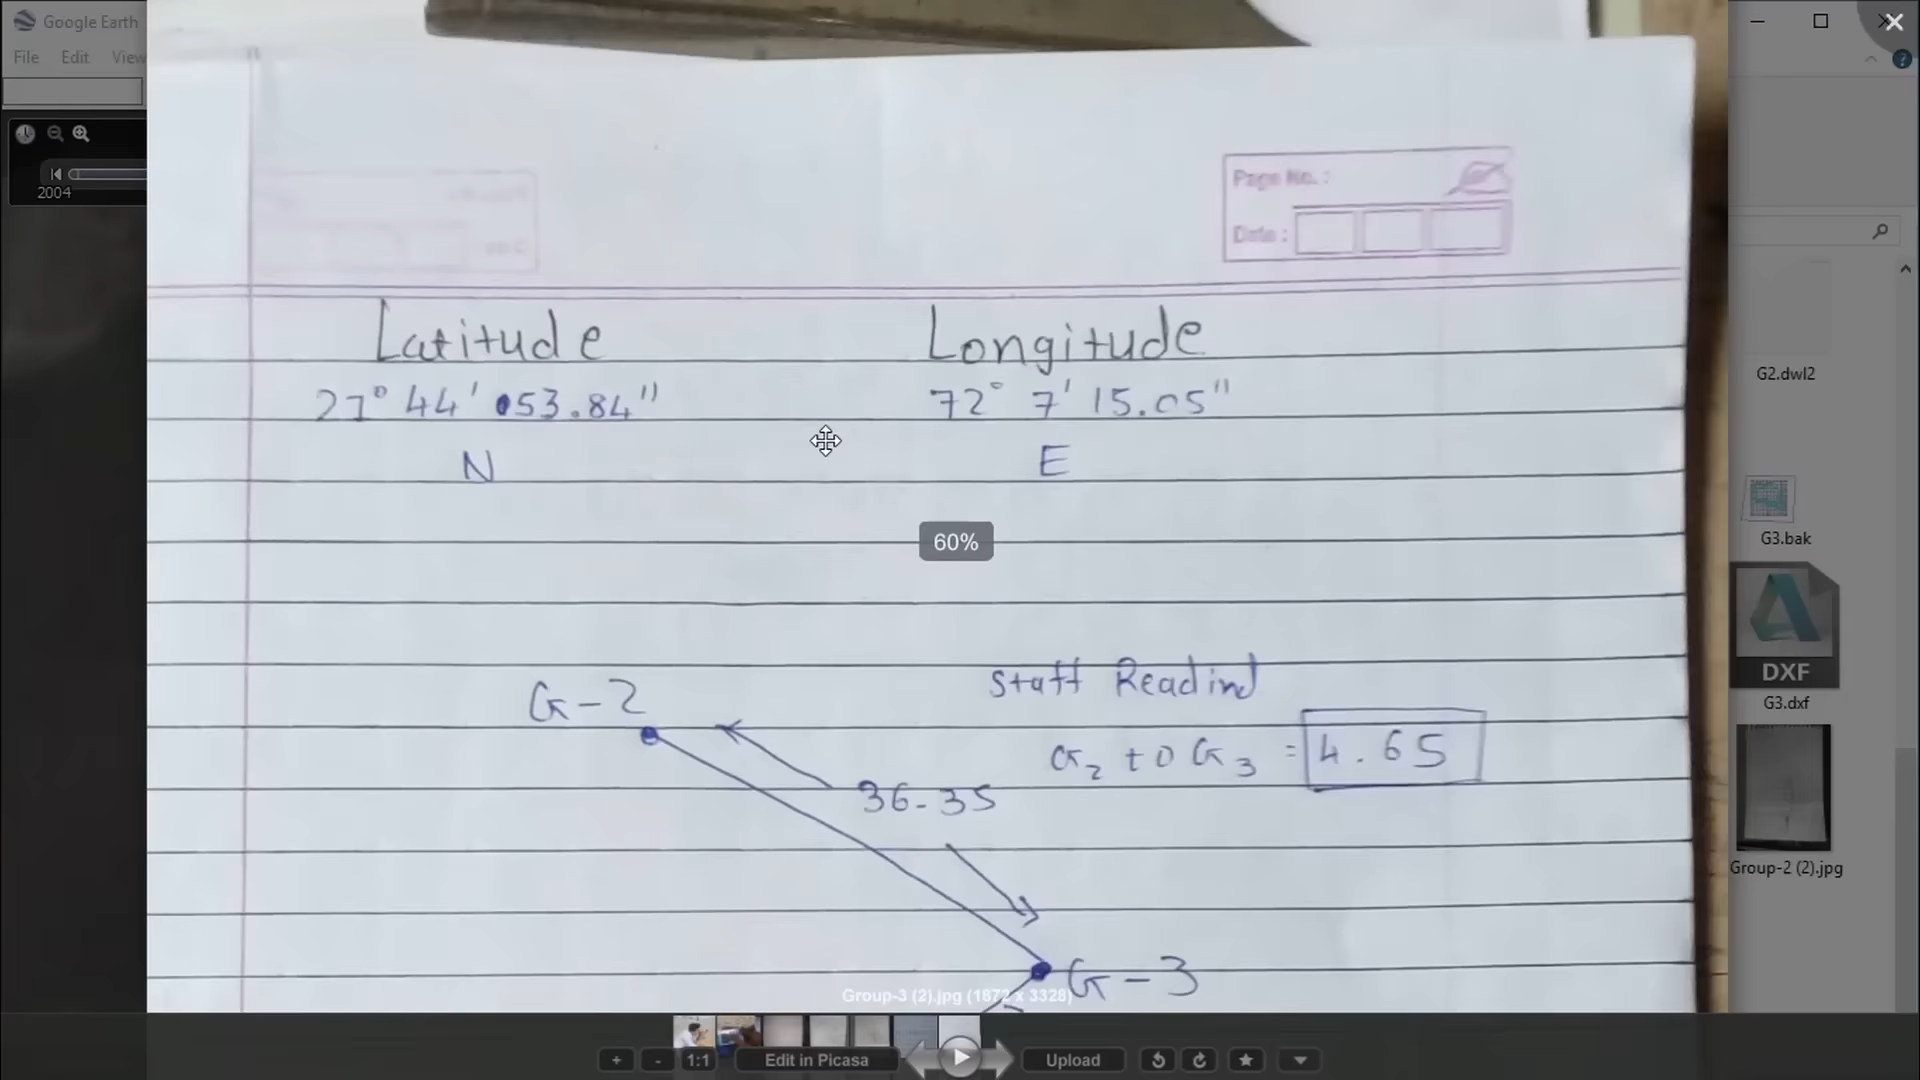 Google Earth
File Edit View
2004
Page No. :
Date :
Latitude Longitude
21° 44' 53.84" 72° 7' 15.05"
N E
60%
Staff Readind
G-2
G2 to G3 = 4.65
36-35
G-3
Group-3 (2).jpg (1872 x 3328)
+ - 1:1 Edit in Picasa Upload
G2.dwl2
G3.bak
DXF
G3.dxf
Group-2 (2).jpg